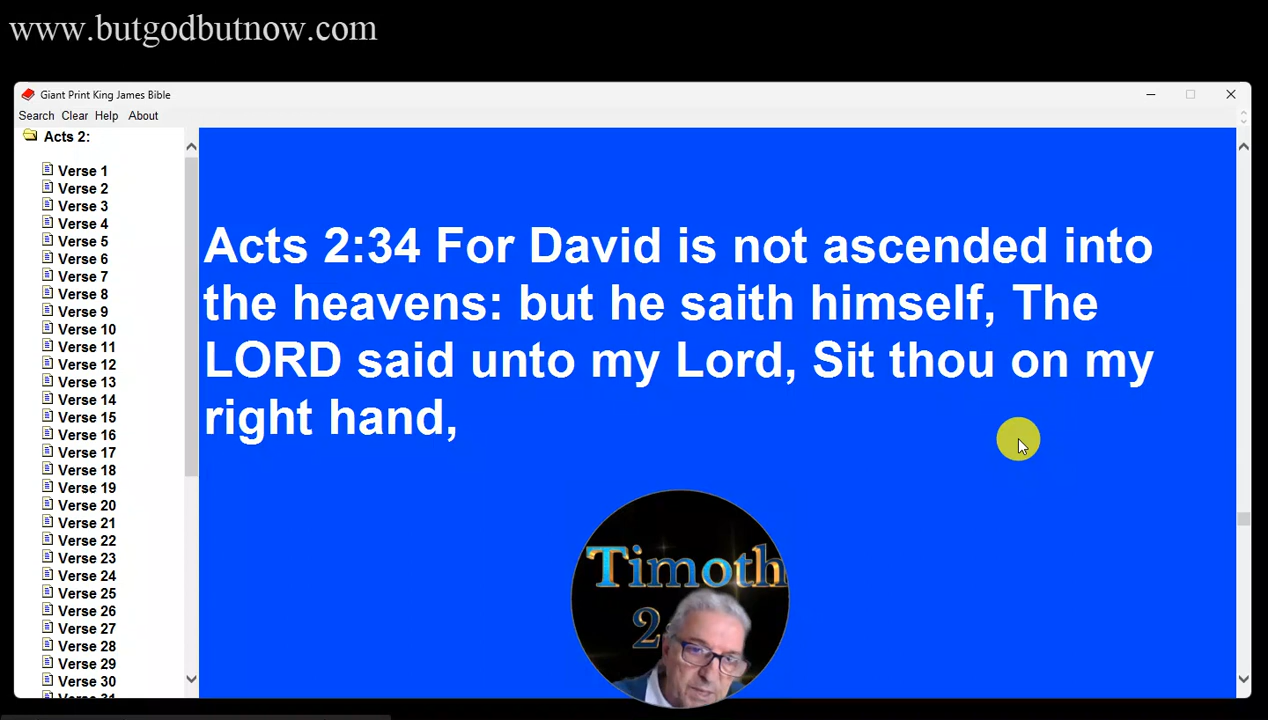 www.butgodbutnow.com
Giant Print King James Bible
Search Clear Help About
Acts 2:
Verse 1
Verse 2
Verse 3
Verse 4
Verse 5
Verse 6
Verse 7
Verse 8
Verse 9
Verse 10
Verse 11
Verse 12
Verse 13
Verse 14
Verse 15
Verse 16
Verse 17
Verse 18
Verse 19
Verse 20
Verse 21
Verse 22
Verse 23
Verse 24
Verse 25
Verse 26
Verse 27
Verse 28
Verse 29
Verse 30
Acts 2:34 For David is not ascended into
the heavens: but he saith himself, The
LORD said unto my Lord, Sit thou on my
right hand,
Timoth
2